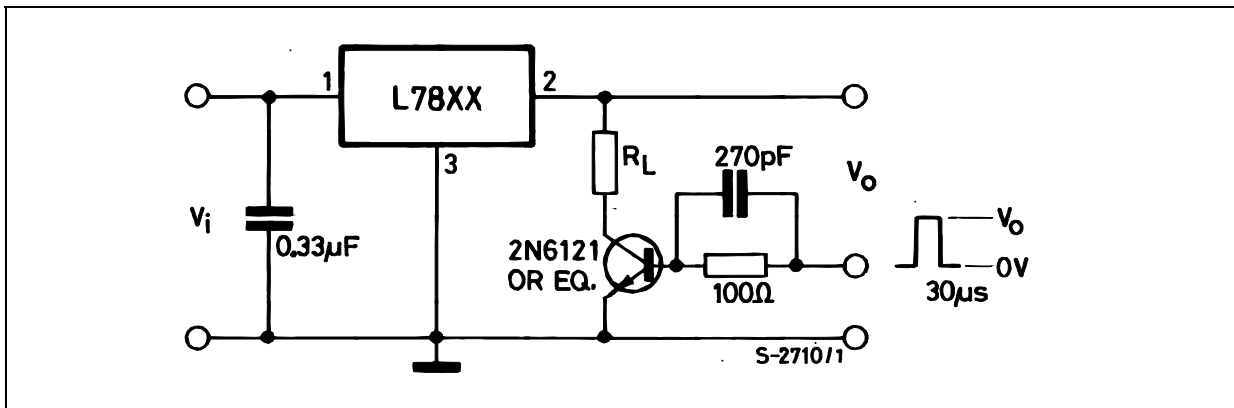 1
L78XX
2
3
RL
270pF
Vo
Vi
0.33µF
2N6121
OR EQ.
100Ω
Vo
0V
30µs
S-2710/1